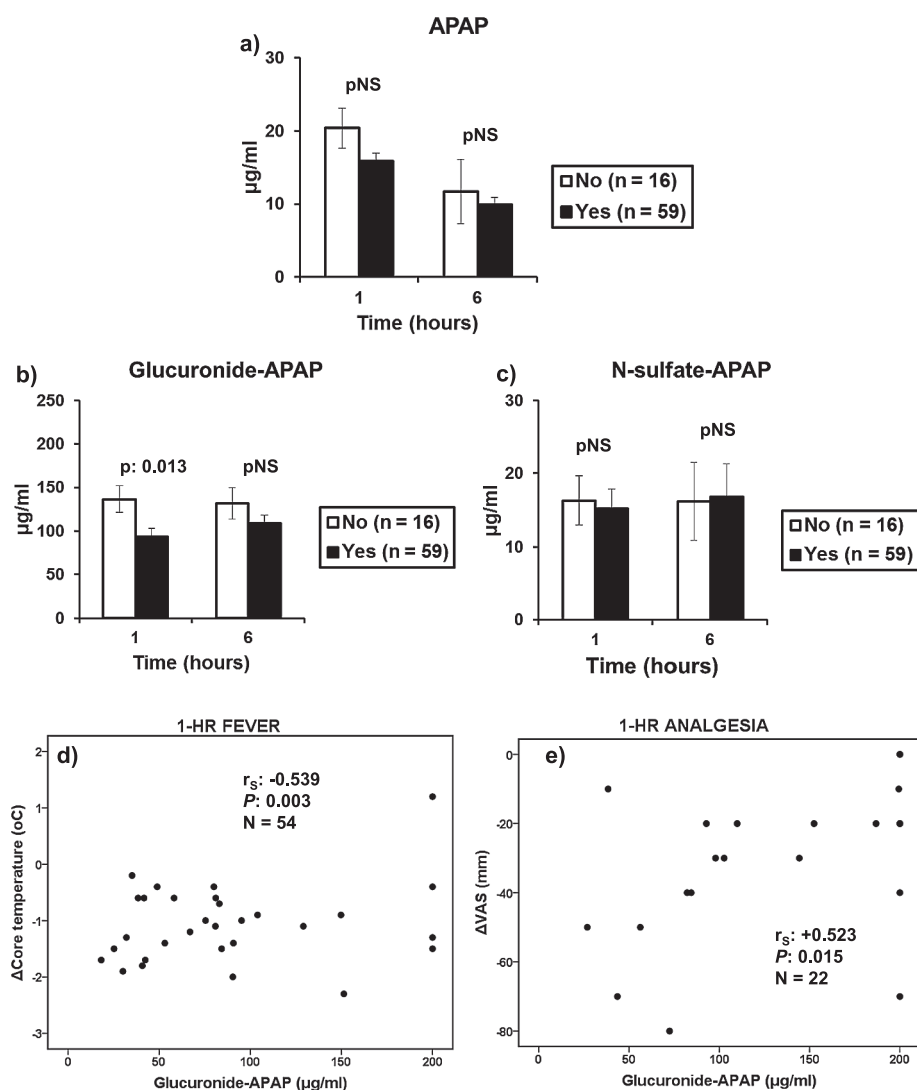 APAP
a)
30
20
10
0
µg/ml
pNS
pNS
1
6
Time (hours)
No (n = 16)
Yes (n = 59)
b)
Glucuronide-APAP
250
200
150
100
50
0
µg/ml
p: 0.013
pNS
1
6
Time (hours)
No (n = 16)
Yes (n = 59)
c)
N-sulfate-APAP
30
20
10
0
µg/ml
pNS
pNS
1
6
Time (hours)
No (n = 16)
Yes (n = 59)
1-HR FEVER
d)
2
1
0
-1
-2
-3
ΔCore temperature (oC)
rS: -0.539
P: 0.003
N = 54
0
50
100
150
200
Glucuronide-APAP (µg/ml)
1-HR ANALGESIA
e)
0
-20
-40
-60
-80
ΔVAS (mm)
rS: +0.523
P: 0.015
N = 22
0
50
100
150
200
Glucuronide-APAP (µg/ml)